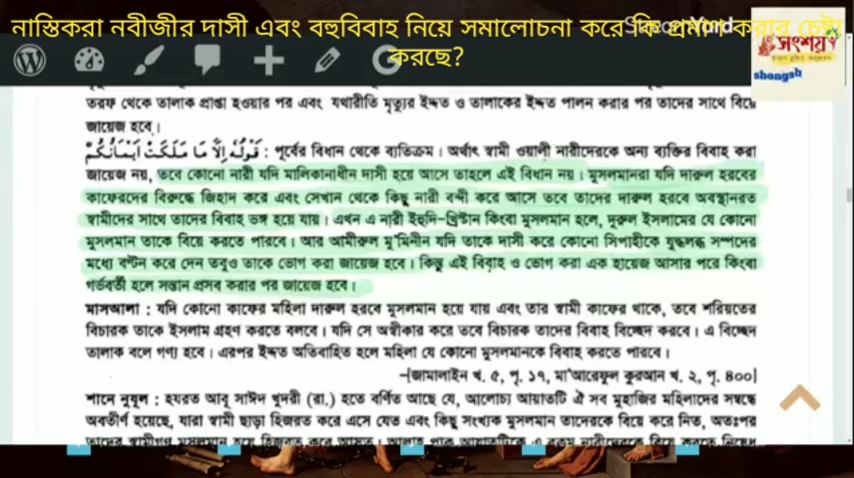 নাস্তিকরা নবীজীর দাসী এবং বহুবিবাহ নিয়ে সমালোচনা করে কি প্রমান করার চেষ্টা
করছে?
সংশয়
shongsh
তরফ থেকে তালাক প্রাপ্তা হওয়ার পর এবং যথারীতি মৃত্যুর ইদ্দত ও তালাকের ইদ্দত পালন করার পর তাদের সাথে বিয়ে
জায়েজ হবে।
قَوْلُهُ إِلَّا مَا مَلَكَتْ أَيْمَانُكُمْ : পূর্বের বিধান থেকে ব্যতিক্রম। অর্থাৎ স্বামী ওয়ালী নারীদেরকে অন্য ব্যক্তির বিবাহ করা
জায়েজ নয়, তবে কোনো নারী যদি মালিকানাধীন দাসী হয়ে আসে তাহলে এই বিধান নয়। মুসলমানরা যদি দারুল হরবের
কাফেরদের বিরুদ্ধে জিহাদ করে এবং সেখান থেকে কিছু নারী বন্দী করে আসে তবে তাদের দারুল হরবে অবস্থানরত
স্বামীদের সাথে তাদের বিবাহ ভঙ্গ হয়ে যায়। এখন এ নারী ইহুদি-খ্রিস্টান কিংবা মুসলমান হলে, দুরুল ইসলামের যে কোনো
মুসলমান তাকে বিয়ে করতে পারবে। আর আমীরুল মু'মিনীন যদি তাকে দাসী করে কোনো সিপাহীকে যুদ্ধলব্ধ সম্পদের
মধ্যে বণ্টন করে দেন তবুও তাকে ভোগ করা জায়েজ হবে। কিন্তু এই বিবাহ ও ভোগ করা এক হায়েজ আসার পরে কিংবা
গর্ভবতী হলে সন্তান প্রসব করার পর জায়েজ হবে।
মাসআলা : যদি কোনো কাফের মহিলা দারুল হরবে মুসলমান হয়ে যায় এবং তার স্বামী কাফের থাকে, তবে শরিয়তের
বিচারক তাকে ইসলাম গ্রহণ করতে বলবে। যদি সে অস্বীকার করে তবে বিচারক তাদের বিবাহ বিচ্ছেদ করবে। এ বিচ্ছেদ
তালাক বলে গণ্য হবে। এরপর ইদ্দত অতিবাহিত হলে মহিলা যে কোনো মুসলমানকে বিবাহ করতে পারবে।
-[জামালাইন খ. ৫, পৃ. ১৭, মা'আরেফুল কুরআন খ. ২, পৃ. ৪০০]
শানে নুযুল : হযরত আবূ সাঈদ খুদরী (রা.) হতে বর্ণিত আছে যে, আলোচ্য আয়াতটি ঐ সব মুহাজির মহিলাদের সম্বন্ধে
অবতীর্ণ হয়েছে, যারা স্বামী ছাড়া হিজরত করে এসে যেত এবং কিছু সংখ্যক মুসলমান তাদেরকে বিয়ে করে নিত, অতঃপর